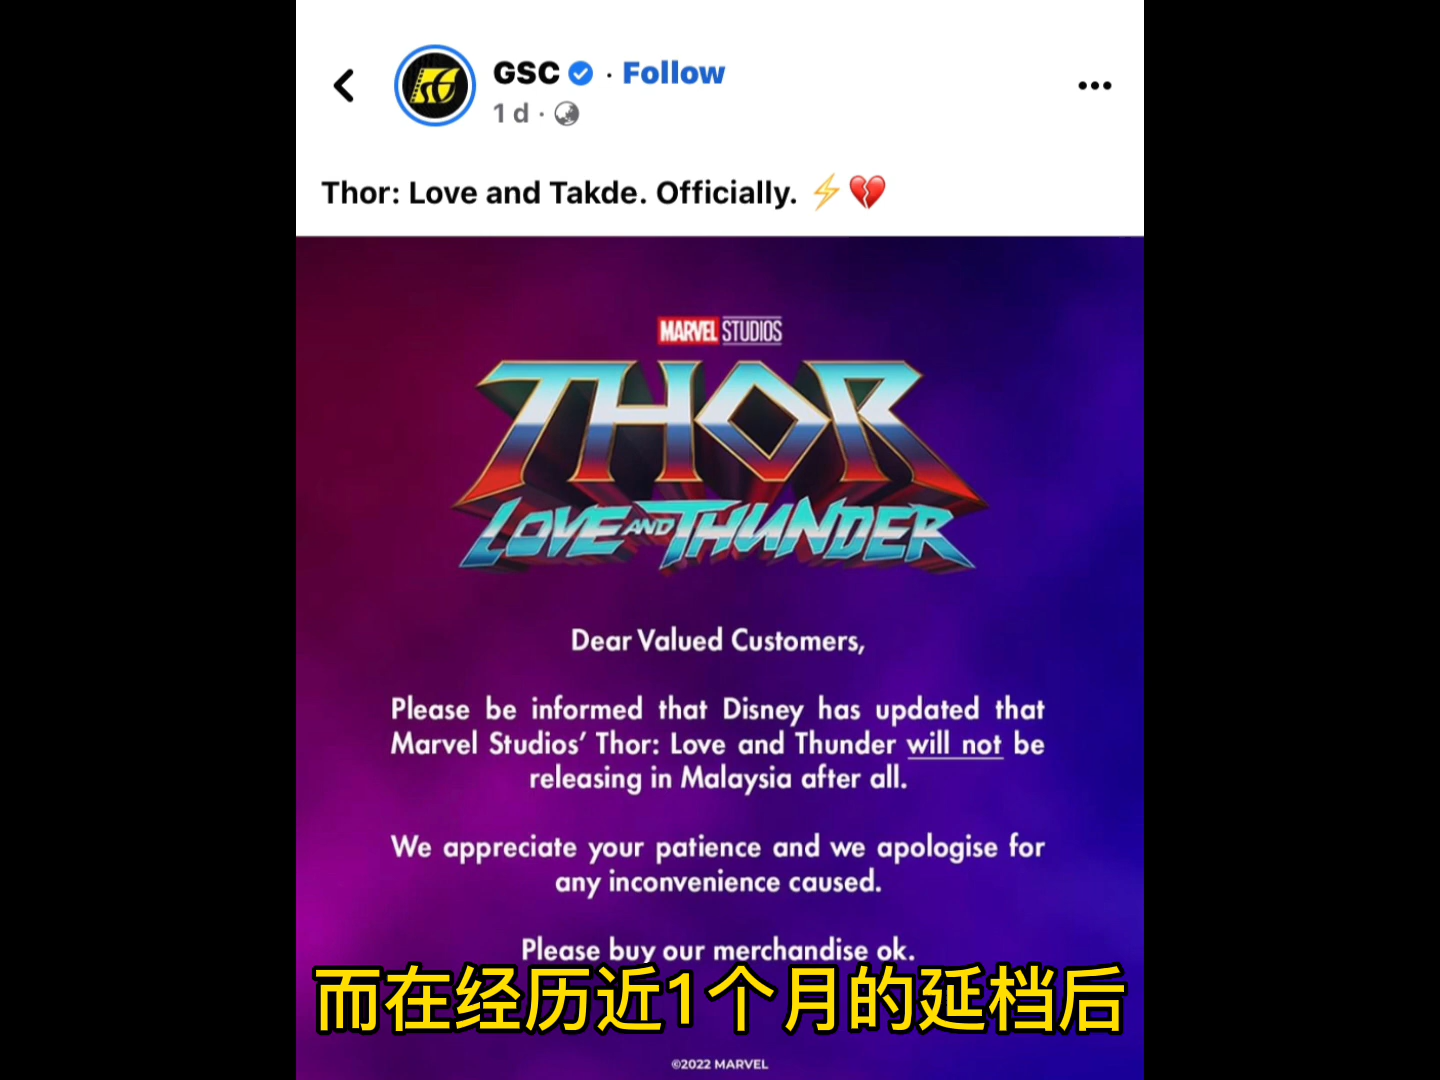 GSC · Follow
1 d ·
Thor: Love and Takde. Officially. ⚡💔
MARVEL STUDIOS
THOR
LOVE AND THUNDER
Dear Valued Customers,
Please be informed that Disney has updated that
Marvel Studios’ Thor: Love and Thunder will not be
releasing in Malaysia after all.
We appreciate your patience and we apologise for
any inconvenience caused.
Please buy our merchandise ok.
而在经历近1个月的延档后
©2022 MARVEL